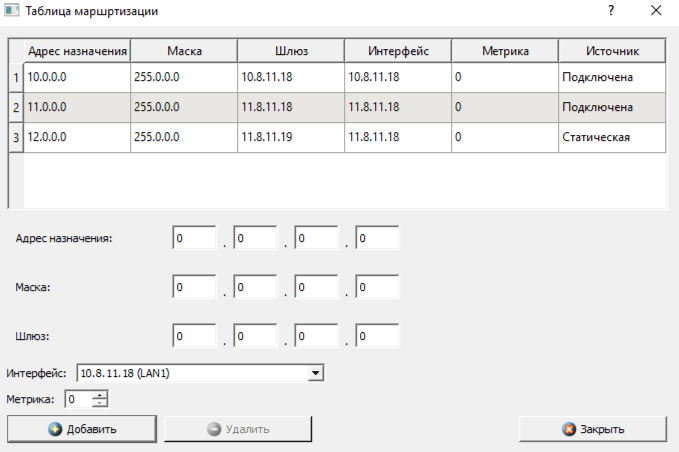 Таблица маршртизации
Адрес назначения Маска Шлюз Интерфейс Метрика Источник
1 10.0.0.0 255.0.0.0 10.8.11.18 10.8.11.18 0 Подключена
2 11.0.0.0 255.0.0.0 11.8.11.18 11.8.11.18 0 Подключена
3 12.0.0.0 255.0.0.0 11.8.11.19 11.8.11.18 0 Статическая
Адрес назначения: 0 . 0 . 0 . 0
Маска: 0 . 0 . 0 . 0
Шлюз: 0 . 0 . 0 . 0
Интерфейс: 10.8.11.18 (LAN1)
Метрика: 0
Добавить Удалить Закрыть